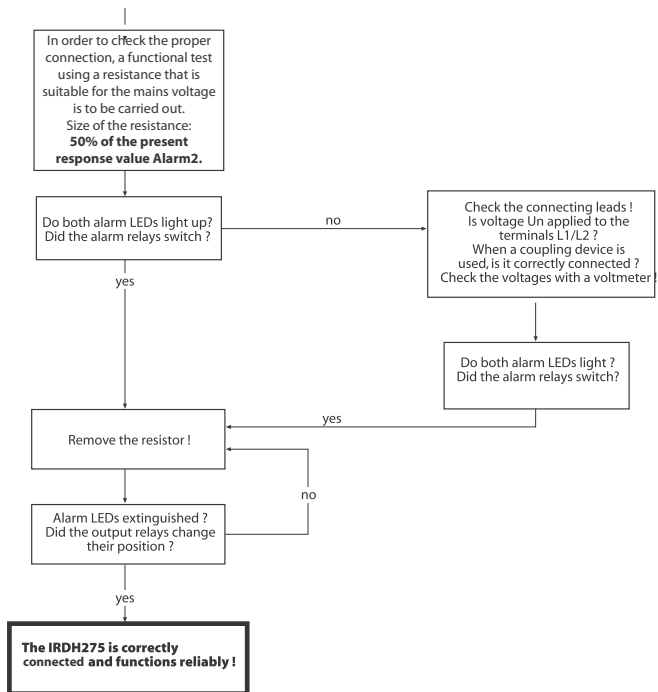 In order to check the proper
connection, a functional test
using a resistance that is
suitable for the mains voltage
is to be carried out.
Size of the resistance:
50% of the present
response value Alarm2.
Do both alarm LEDs light up?
Did the alarm relays switch ?
no
Check the connecting leads !
Is voltage Un applied to the
terminals L1/L2 ?
When a coupling device is
used, is it correctly connected ?
Check the voltages with a voltmeter !
yes
Do both alarm LEDs light ?
Did the alarm relays switch?
yes
Remove the resistor !
no
Alarm LEDs extinguished ?
Did the output relays change
their position ?
yes
The IRDH275 is correctly
connected and functions reliably !